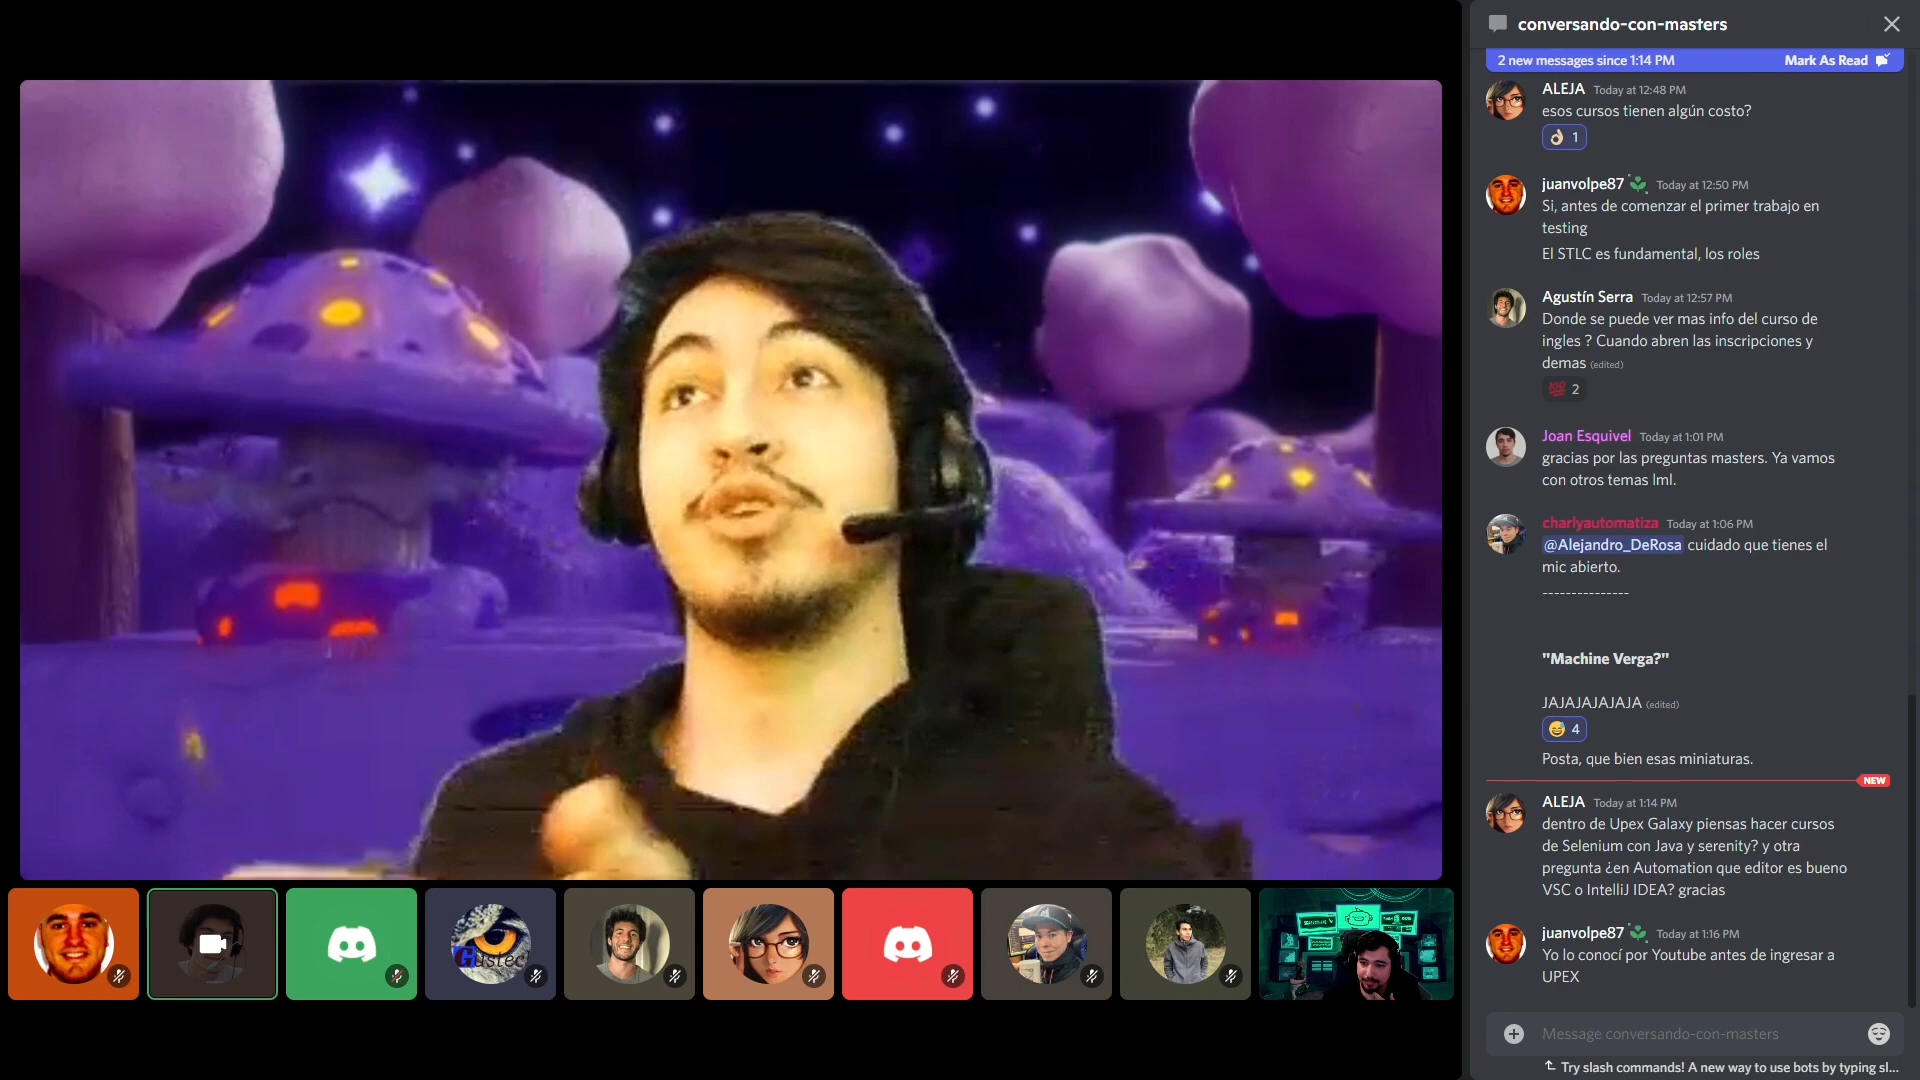 conversando-con-masters
2 new messages since 1:14 PM
Mark As Read
ALEJA Today at 12:48 PM
esos cursos tienen algún costo?
1
juanvolpe87 Today at 12:50 PM
Si, antes de comenzar el primer trabajo en
testing
El STLC es fundamental, los roles
Agustín Serra Today at 12:57 PM
Donde se puede ver mas info del curso de
ingles ? Cuando abren las inscripciones y
demas (edited)
2
Joan Esquivel Today at 1:01 PM
gracias por las preguntas masters. Ya vamos
con otros temas lml.
charlyautomatiza Today at 1:06 PM
@Alejandro_DeRosa cuidado que tienes el
mic abierto.
---------------
"Machine Verga?"
JAJAJAJAJAJA (edited)
4
Posta, que bien esas miniaturas.
NEW
ALEJA Today at 1:14 PM
dentro de Upex Galaxy piensas hacer cursos
de Selenium con Java y serenity? y otra
pregunta ¿en Automation que editor es bueno
VSC o IntelliJ IDEA? gracias
juanvolpe87 Today at 1:16 PM
Yo lo conocí por Youtube antes de ingresar a
UPEX
Message conversando-con-masters
Try slash commands! A new way to use bots by typing sl...